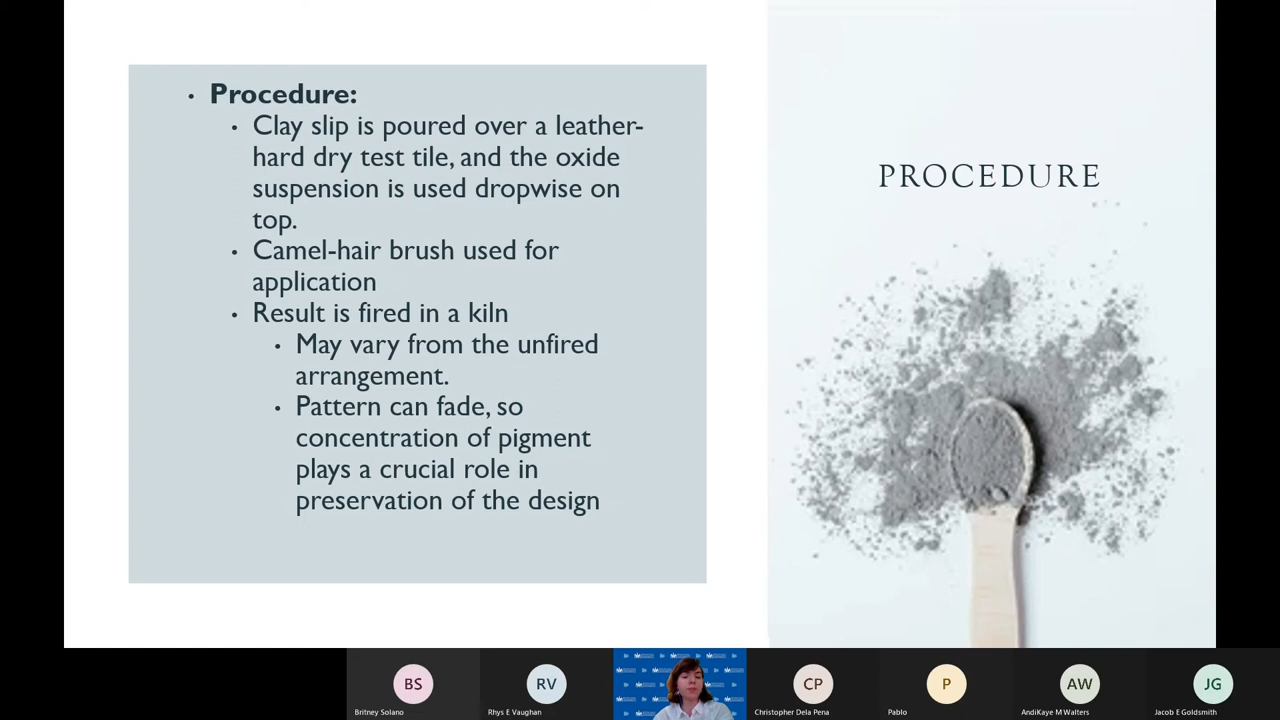 • Procedure:
• Clay slip is poured over a leather-
hard dry test tile, and the oxide
suspension is used dropwise on
top.
• Camel-hair brush used for
application
• Result is fired in a kiln
• May vary from the unfired
arrangement.
• Pattern can fade, so
concentration of pigment
plays a crucial role in
preservation of the design
PROCEDURE
BS
Britney Solano
RV
Rhys E Vaughan
CP
Christopher Dela Pena
P
Pablo
AW
AndiKaye M Walters
JG
Jacob E Goldsmith